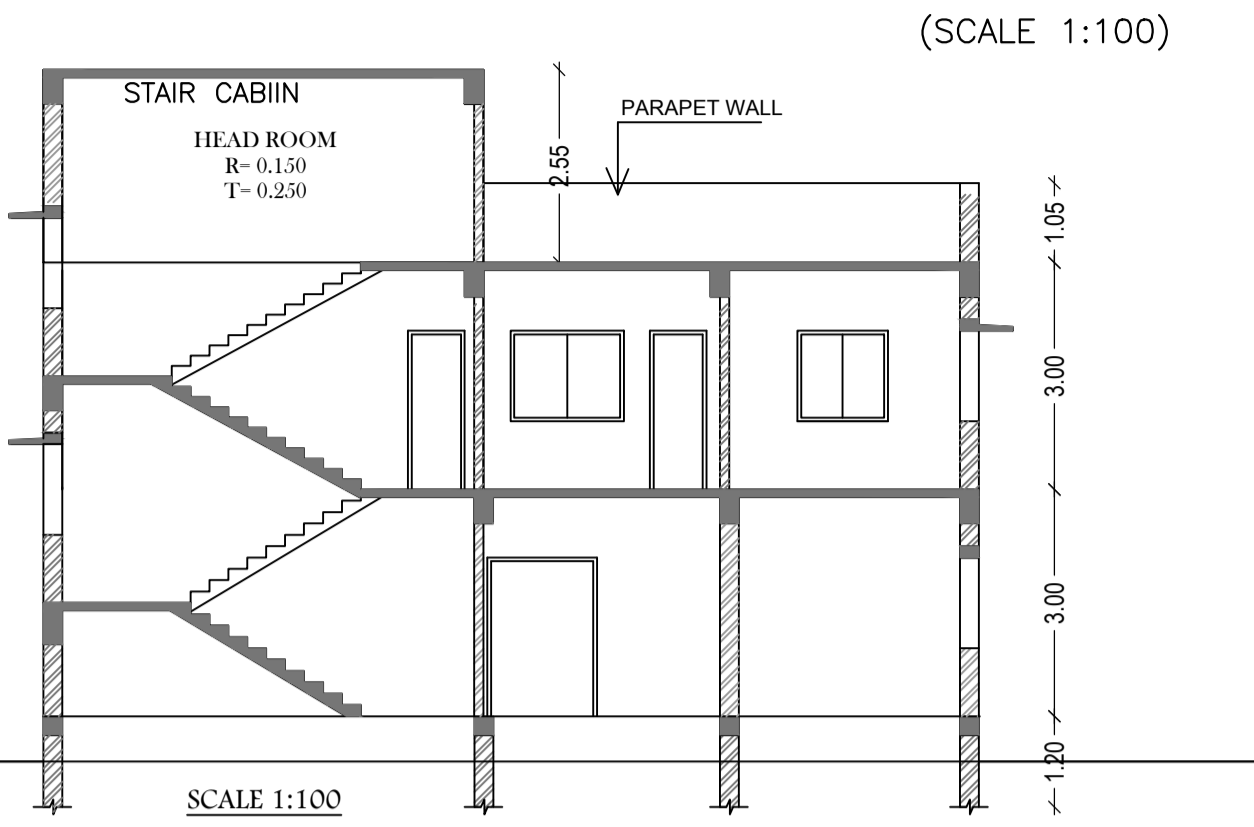 (SCALE 1:100)
STAIR CABIIN
HEAD ROOM
R= 0.150
T= 0.250
PARAPET WALL
2.55
1.05
3.00
3.00
1.20
SCALE 1:100